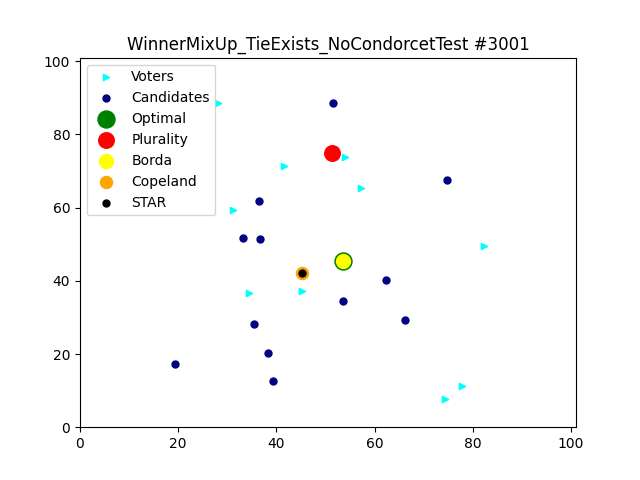 WinnerMixUp_TieExists_NoCondorcetTest #3001
100
80
60
40
20
0
Voters
Candidates
Optimal
Plurality
Borda
Copeland
STAR
0 20 40 60 80 100